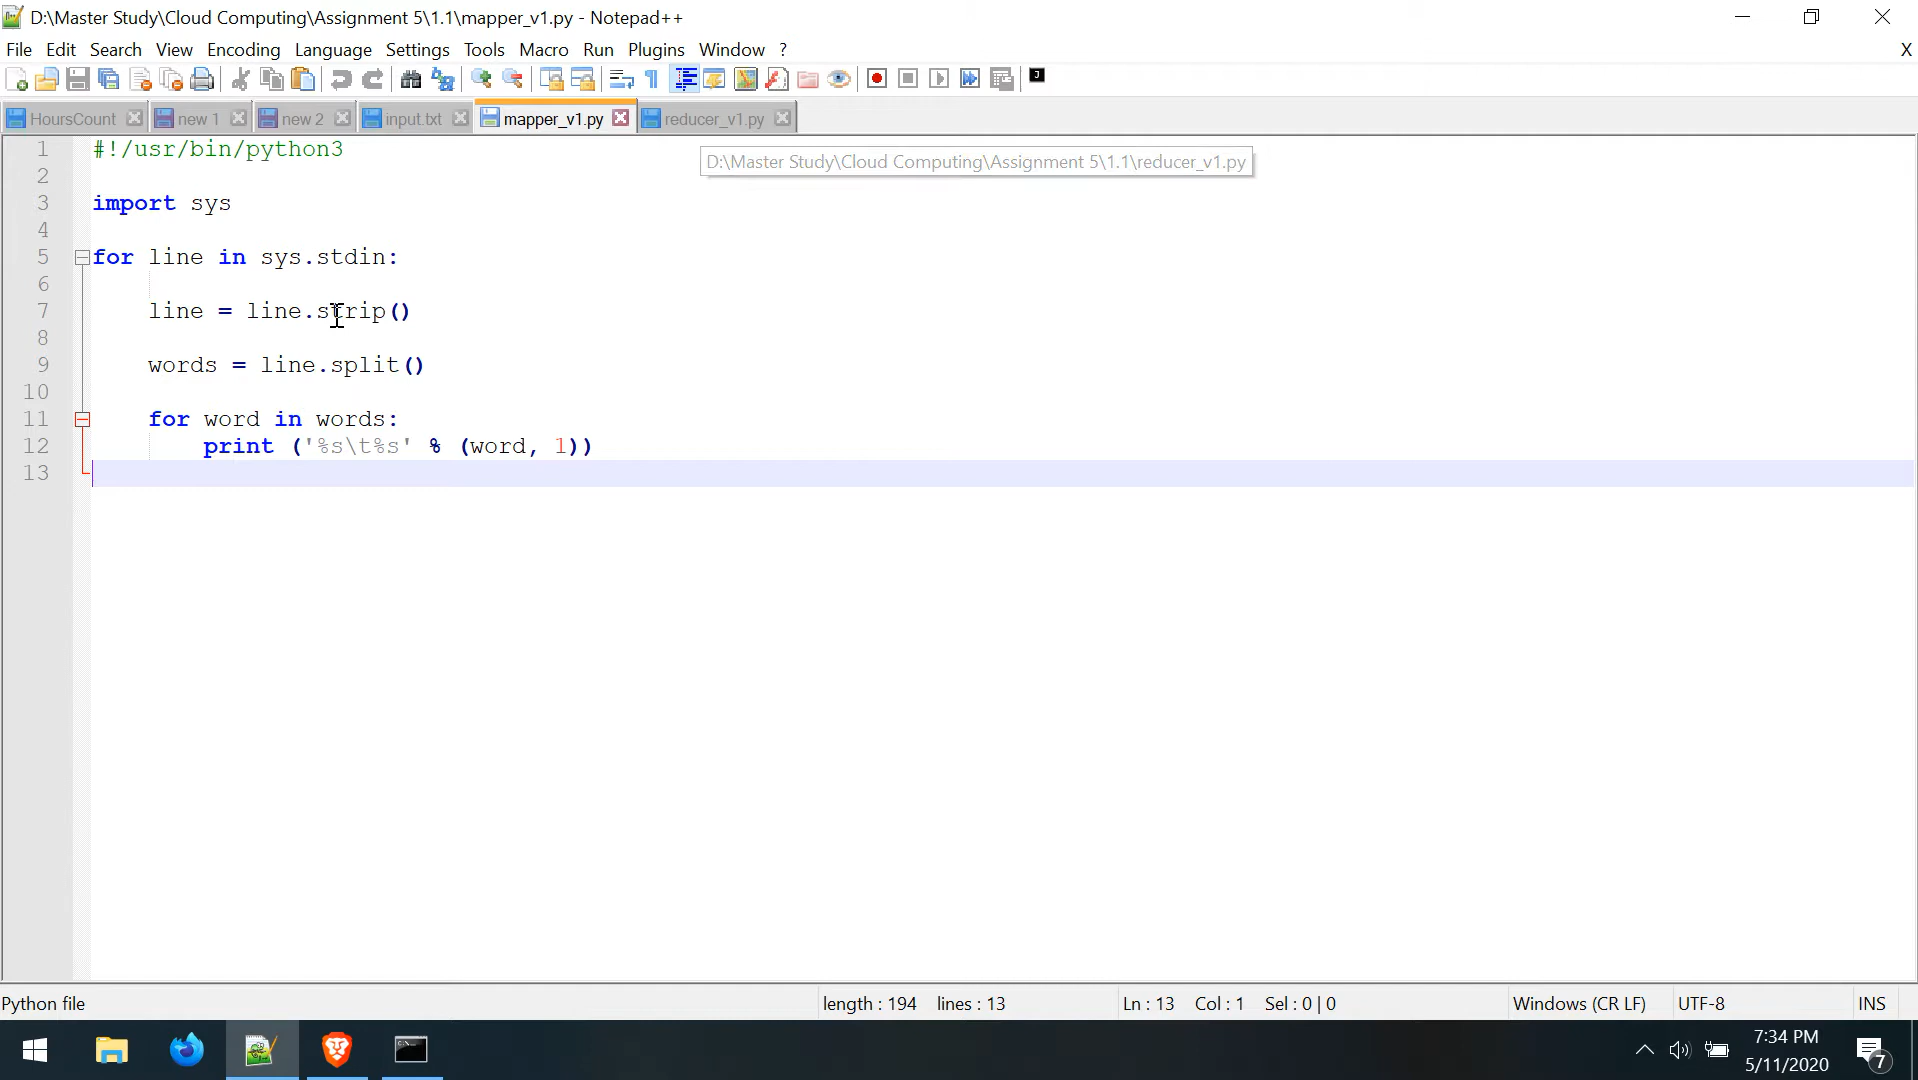 D:\Master Study\Cloud Computing\Assignment 5\1.1\mapper_v1.py - Notepad++
File Edit Search View Encoding Language Settings Tools Macro Run Plugins Window ? X
HoursCount new 1 new 2 input.txt mapper_v1.py reducer_v1.py
1 #!/usr/bin/python3
D:\Master Study\Cloud Computing\Assignment 5\1.1\reducer_v1.py
2
3 import sys
4
5 for line in sys.stdin:
6
7 line = line.strip()
8
9 words = line.split()
10
11 for word in words:
12 print ('%s\t%s' % (word, 1))
13
Python file length : 194 lines : 13 Ln : 13 Col : 1 Sel : 0 | 0 Windows (CR LF) UTF-8 INS
7:34 PM
5/11/2020
7